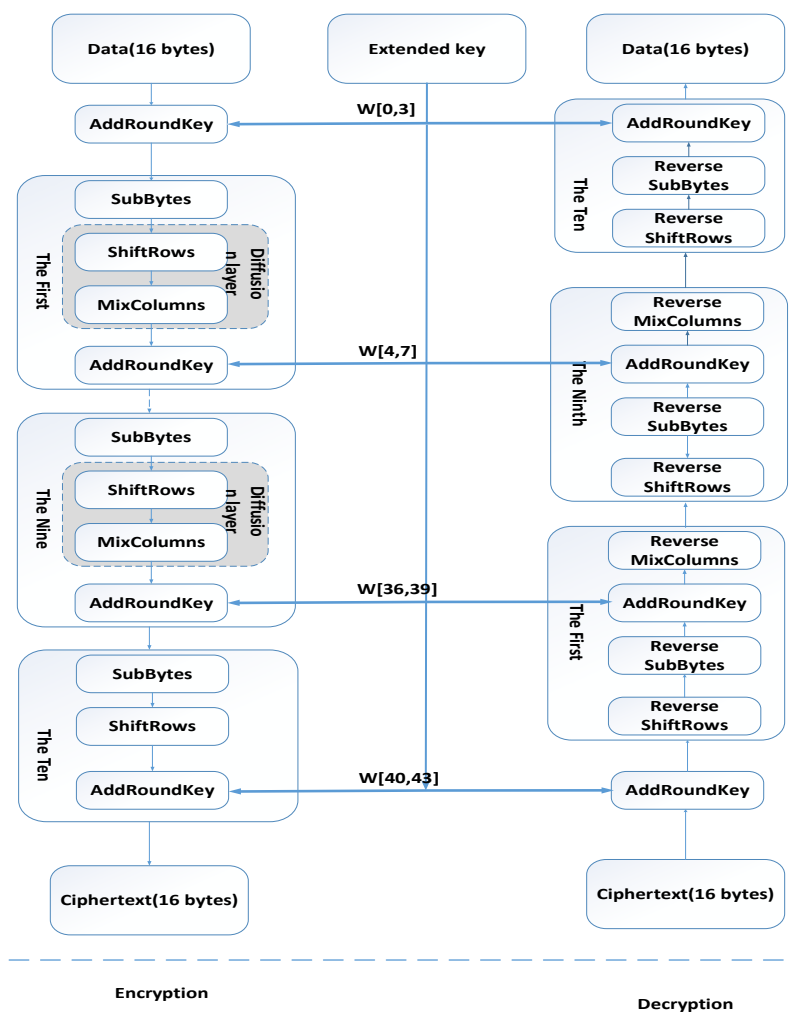 Data(16 bytes)
Extended key
Data(16 bytes)
AddRoundKey
W[0,3]
AddRoundKey
Reverse
SubBytes
Reverse
ShiftRows
The Ten
SubBytes
ShiftRows
MixColumns
Diffusio
n layer
AddRoundKey
The First
W[4,7]
Reverse
MixColumns
AddRoundKey
Reverse
SubBytes
Reverse
ShiftRows
The Ninth
SubBytes
ShiftRows
MixColumns
Diffusio
n layer
AddRoundKey
The Nine
W[36,39]
Reverse
MixColumns
AddRoundKey
Reverse
SubBytes
Reverse
ShiftRows
The First
SubBytes
ShiftRows
AddRoundKey
The Ten
W[40,43]
AddRoundKey
Ciphertext(16 bytes)
Ciphertext(16 bytes)
Encryption
Decryption